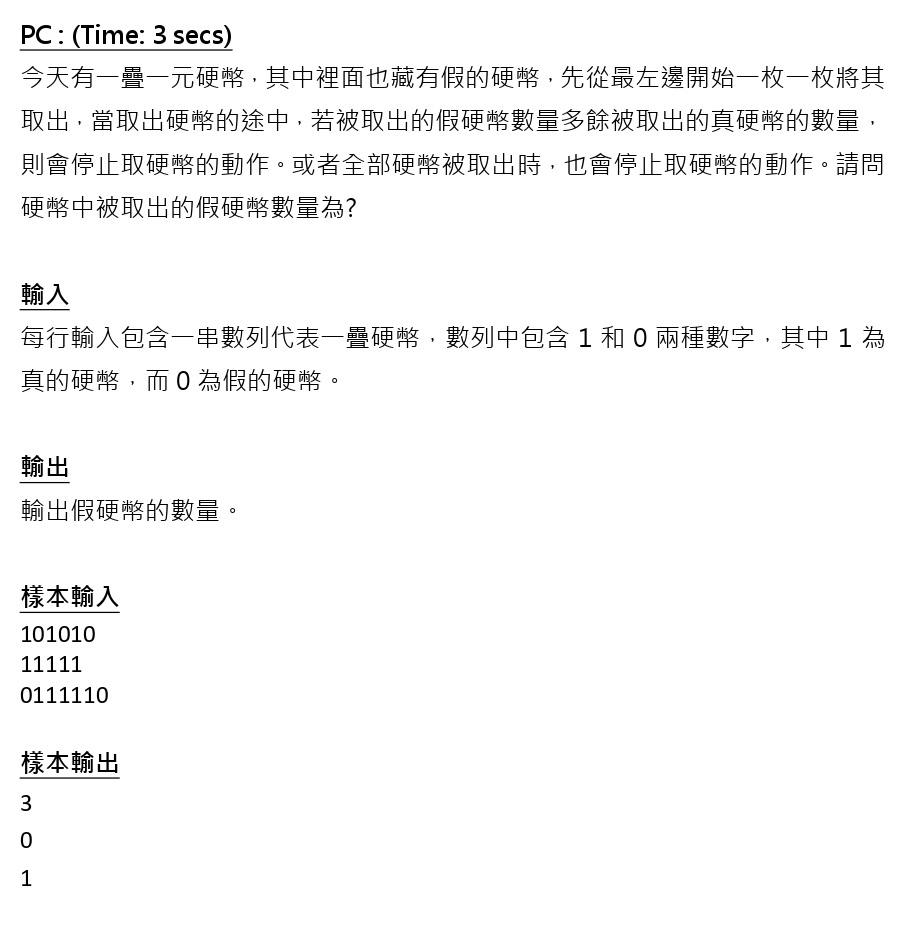 PC : (Time: 3 secs)
今天有一疊一元硬幣，其中裡面也藏有假的硬幣，先從最左邊開始一枚一枚將其
取出，當取出硬幣的途中，若被取出的假硬幣數量多餘被取出的真硬幣的數量，
則會停止取硬幣的動作。或者全部硬幣被取出時，也會停止取硬幣的動作。請問
硬幣中被取出的假硬幣數量為?
輸入
每行輸入包含一串數列代表一疊硬幣，數列中包含 1 和 0 兩種數字，其中 1 為
真的硬幣，而 0 為假的硬幣。
輸出
輸出假硬幣的數量。
樣本輸入
101010
11111
0111110
樣本輸出
3
0
1